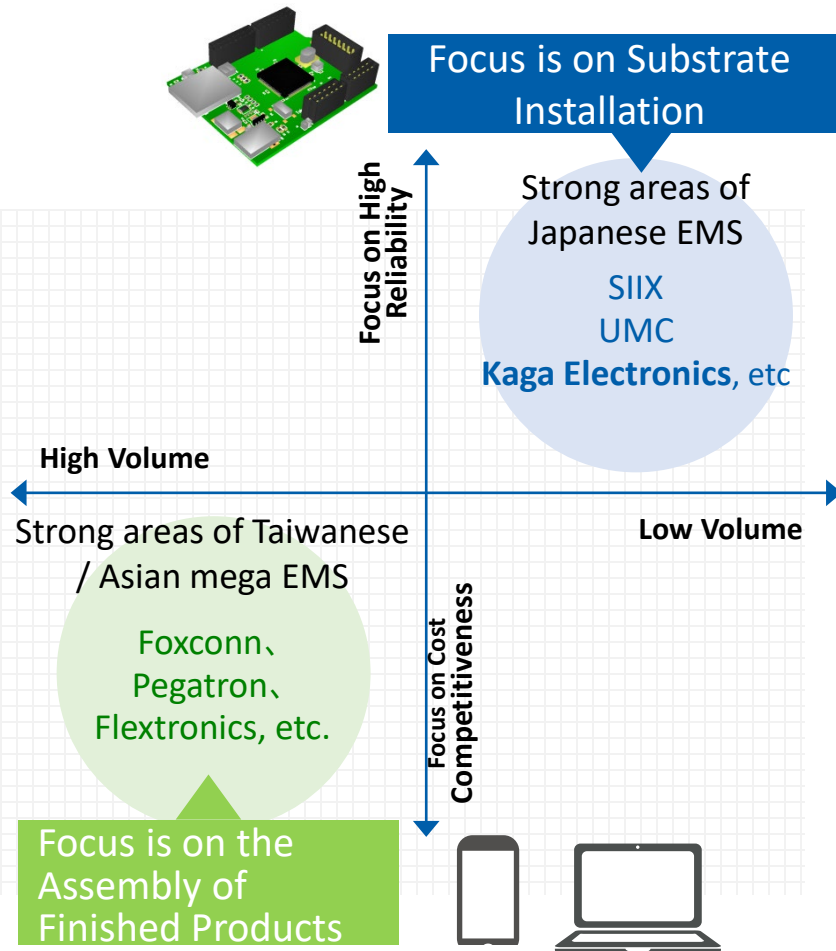 Focus is on Substrate
Installation
Focus on High
Reliability
Strong areas of
Japanese EMS
SIIX
UMC
Kaga Electronics, etc
High Volume
Low Volume
Strong areas of Taiwanese
/ Asian mega EMS
Foxconn、
Pegatron、
Flextronics, etc.
Focus on Cost
Competitiveness
Focus is on the
Assembly of
Finished Products